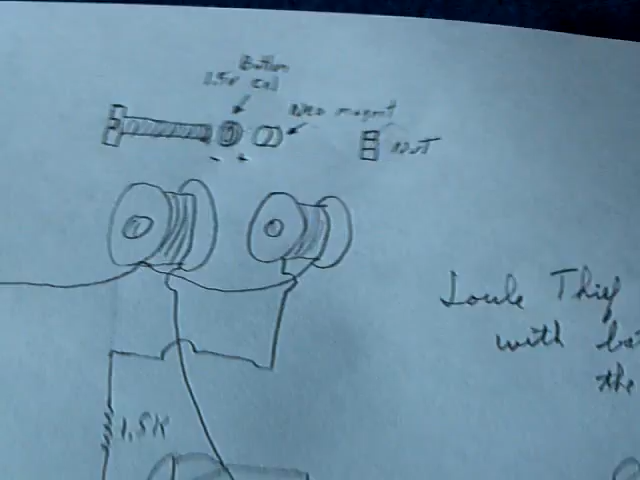 Button
1.5v Cell
Neo magnet
NUT
Joule Thief
with
the
1.5K